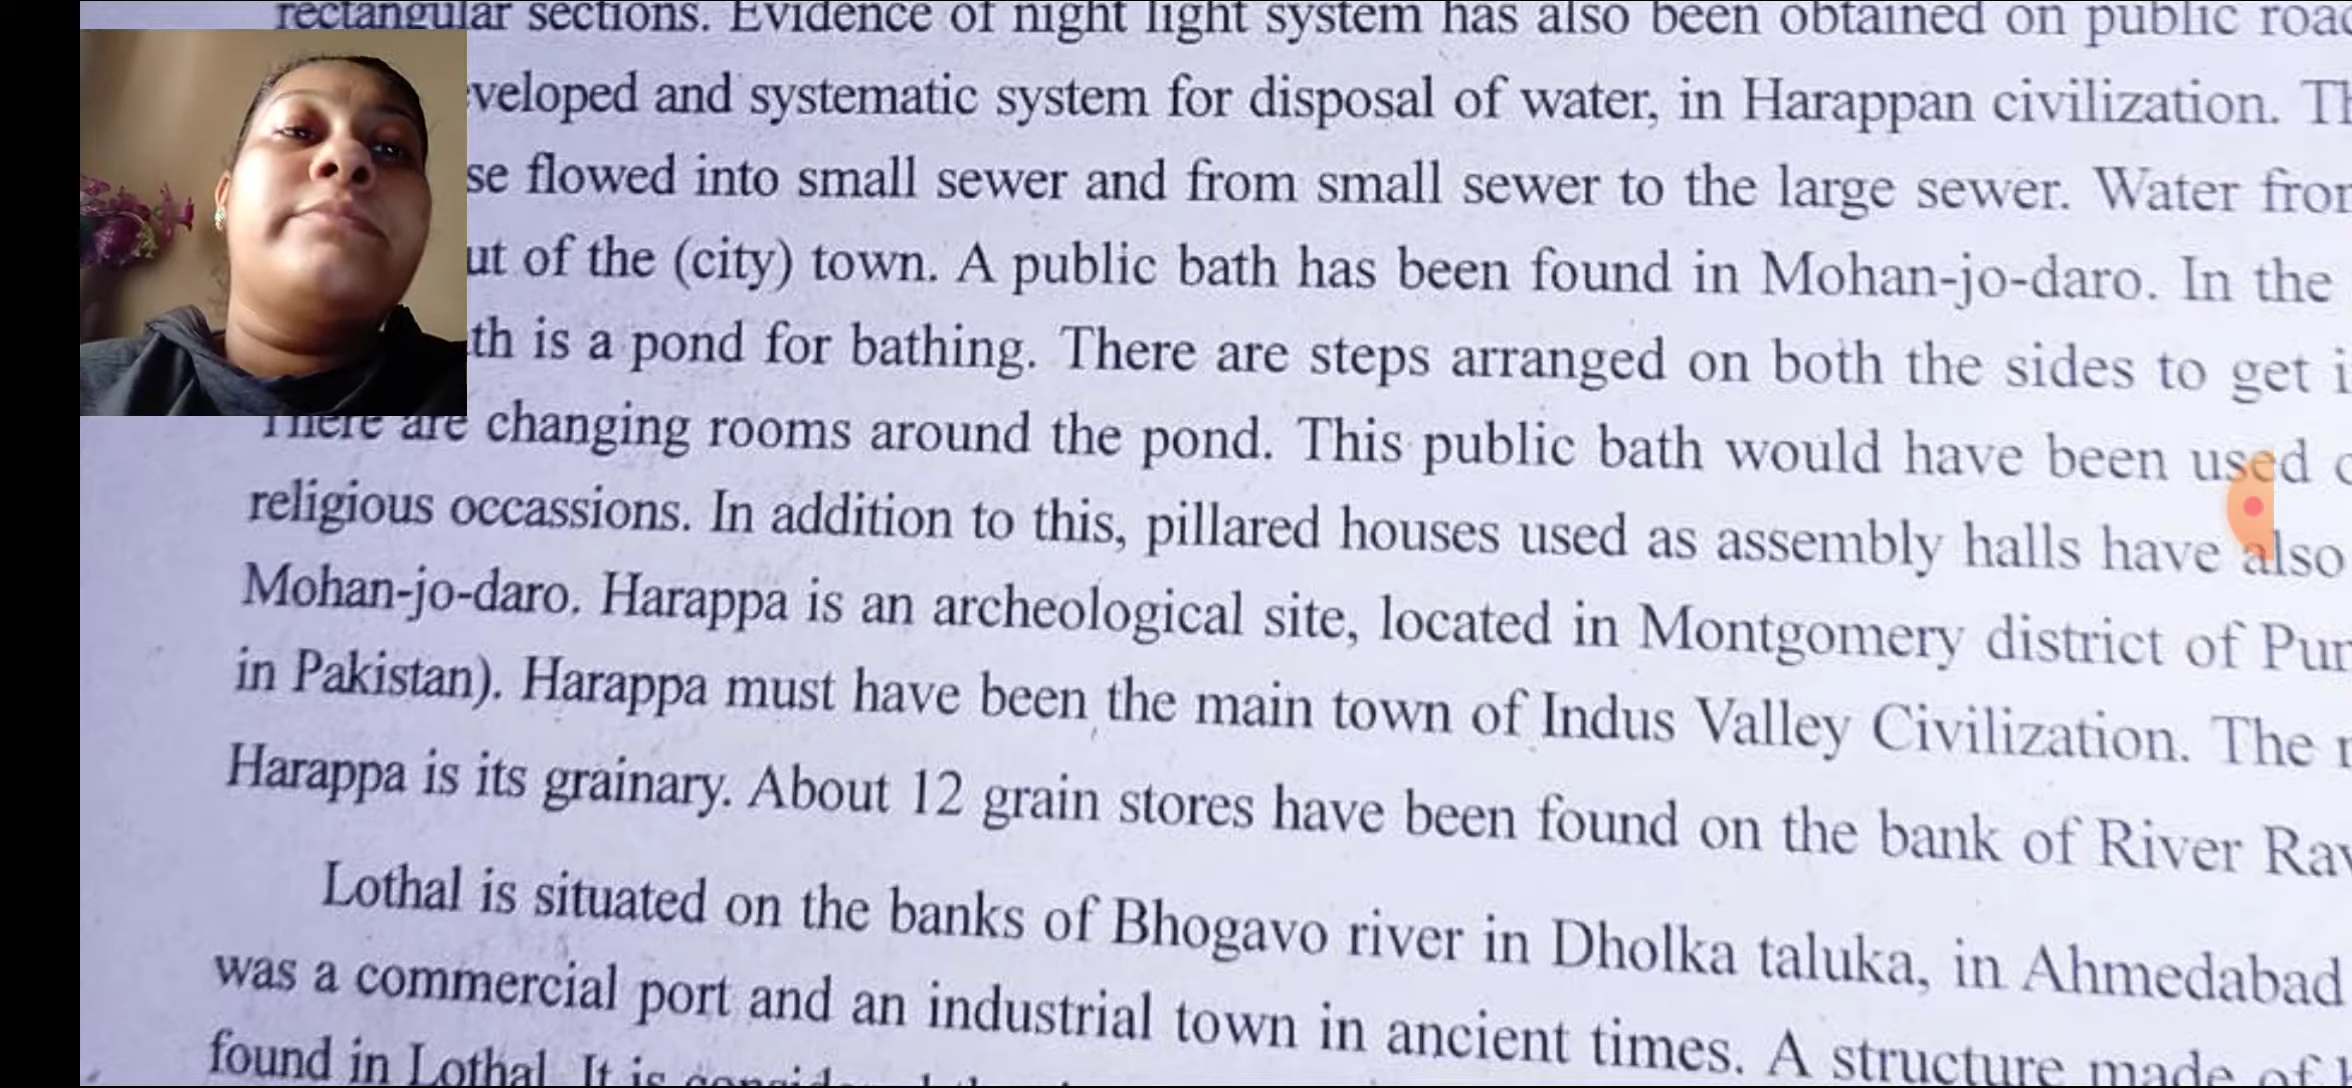 rectangular sections. Evidence of night light system has also been obtained on public
and systematic system for disposal of water, in Harappan civilization.
flowed into small sewer and from small sewer to the large sewer. Water
of the (city) town. A public bath has been found in Mohan-jo-daro. In the
is a pond for bathing. There are steps arranged on both the sides to get
There are changing rooms around the pond. This public bath would have been used
religious occassions. In addition to this, pillared houses used as assembly halls have also
Mohan-jo-daro. Harappa is an archeological site, located in Montgomery district of
in Pakistan). Harappa must have been the main town of Indus Valley Civilization. The
Harappa is its grainary. About 12 grain stores have been found on the bank of River
Lothal is situated on the banks of Bhogavo river in Dholka taluka, in Ahmedabad
was a commercial port and an industrial town in ancient times. A structure made of
found in Lothal. It is